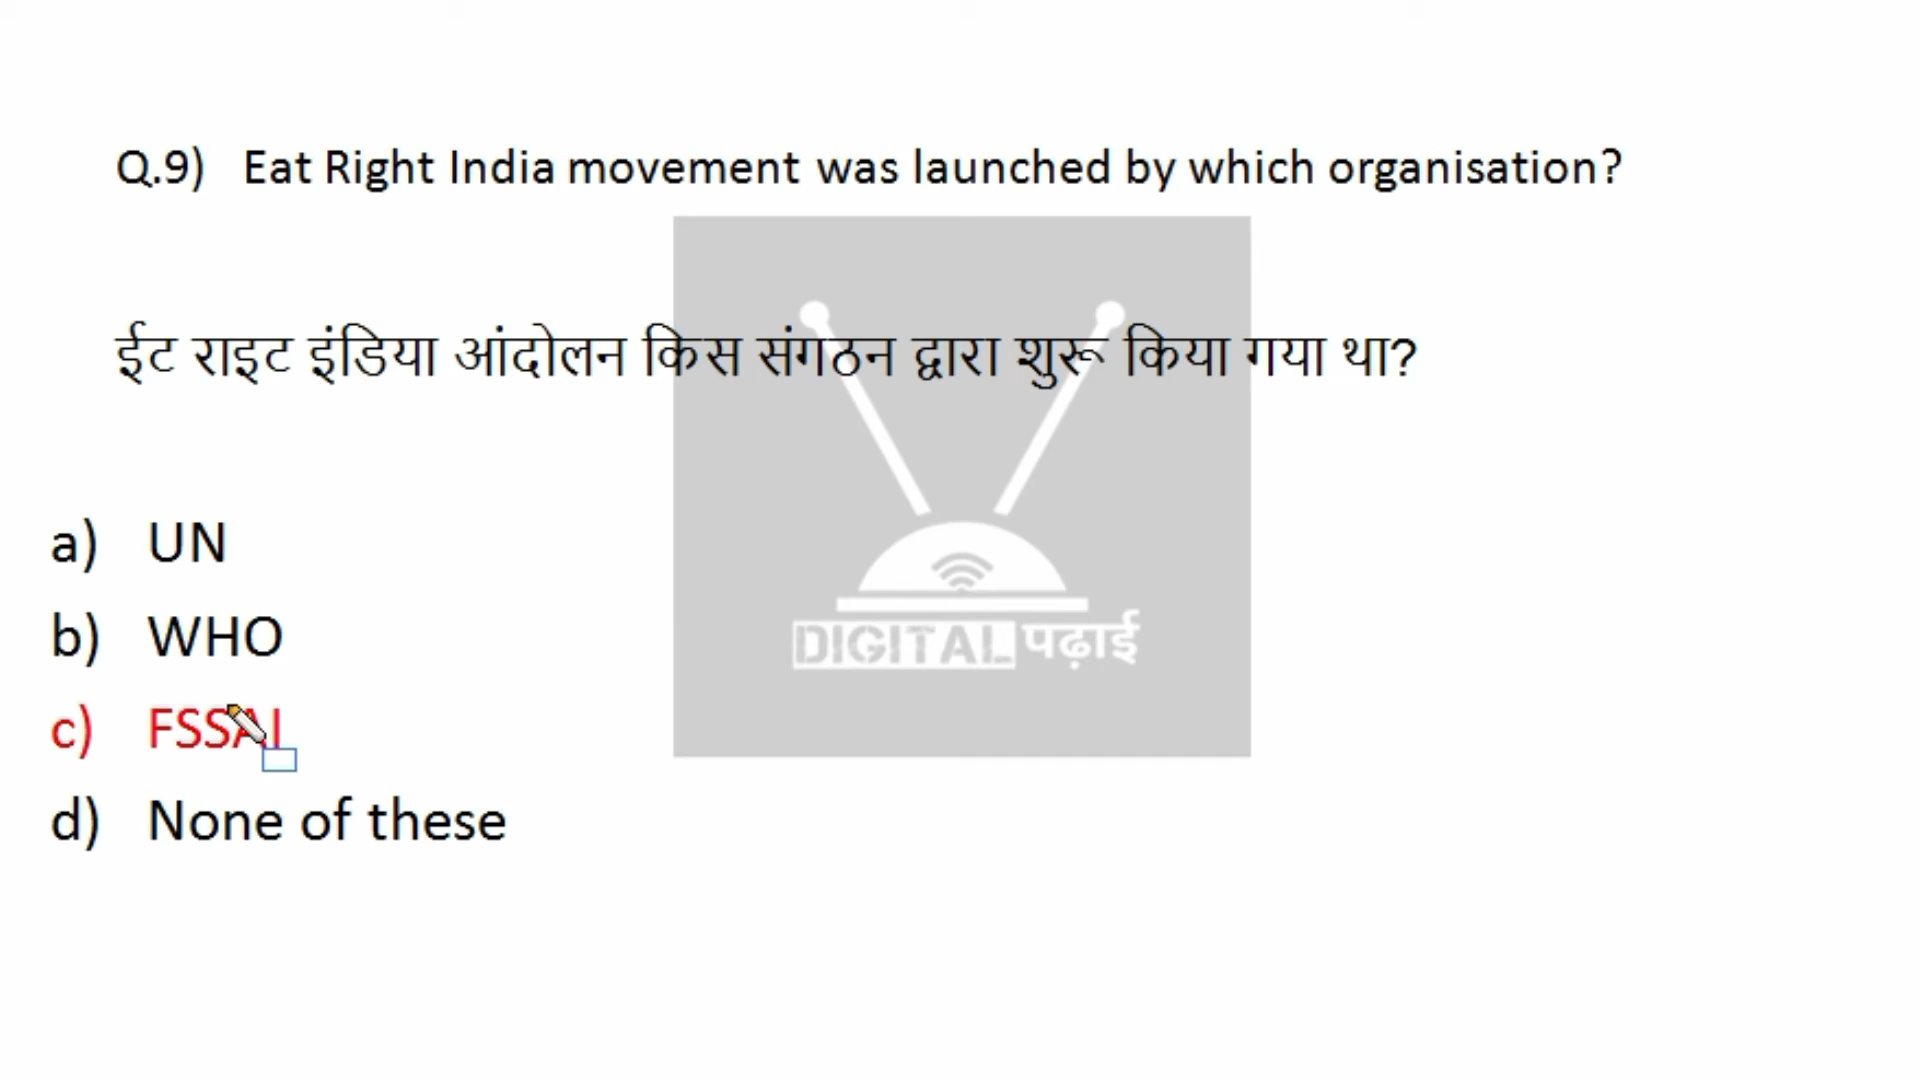 Q.9) Eat Right India movement was launched by which organisation?
ईट राइट इंडिया आंदोलन किस संगठन द्वारा शुरू किया गया था?
a) UN
b) WHO
c) FSSAI
d) None of these
DIGITAL पढ़ाई